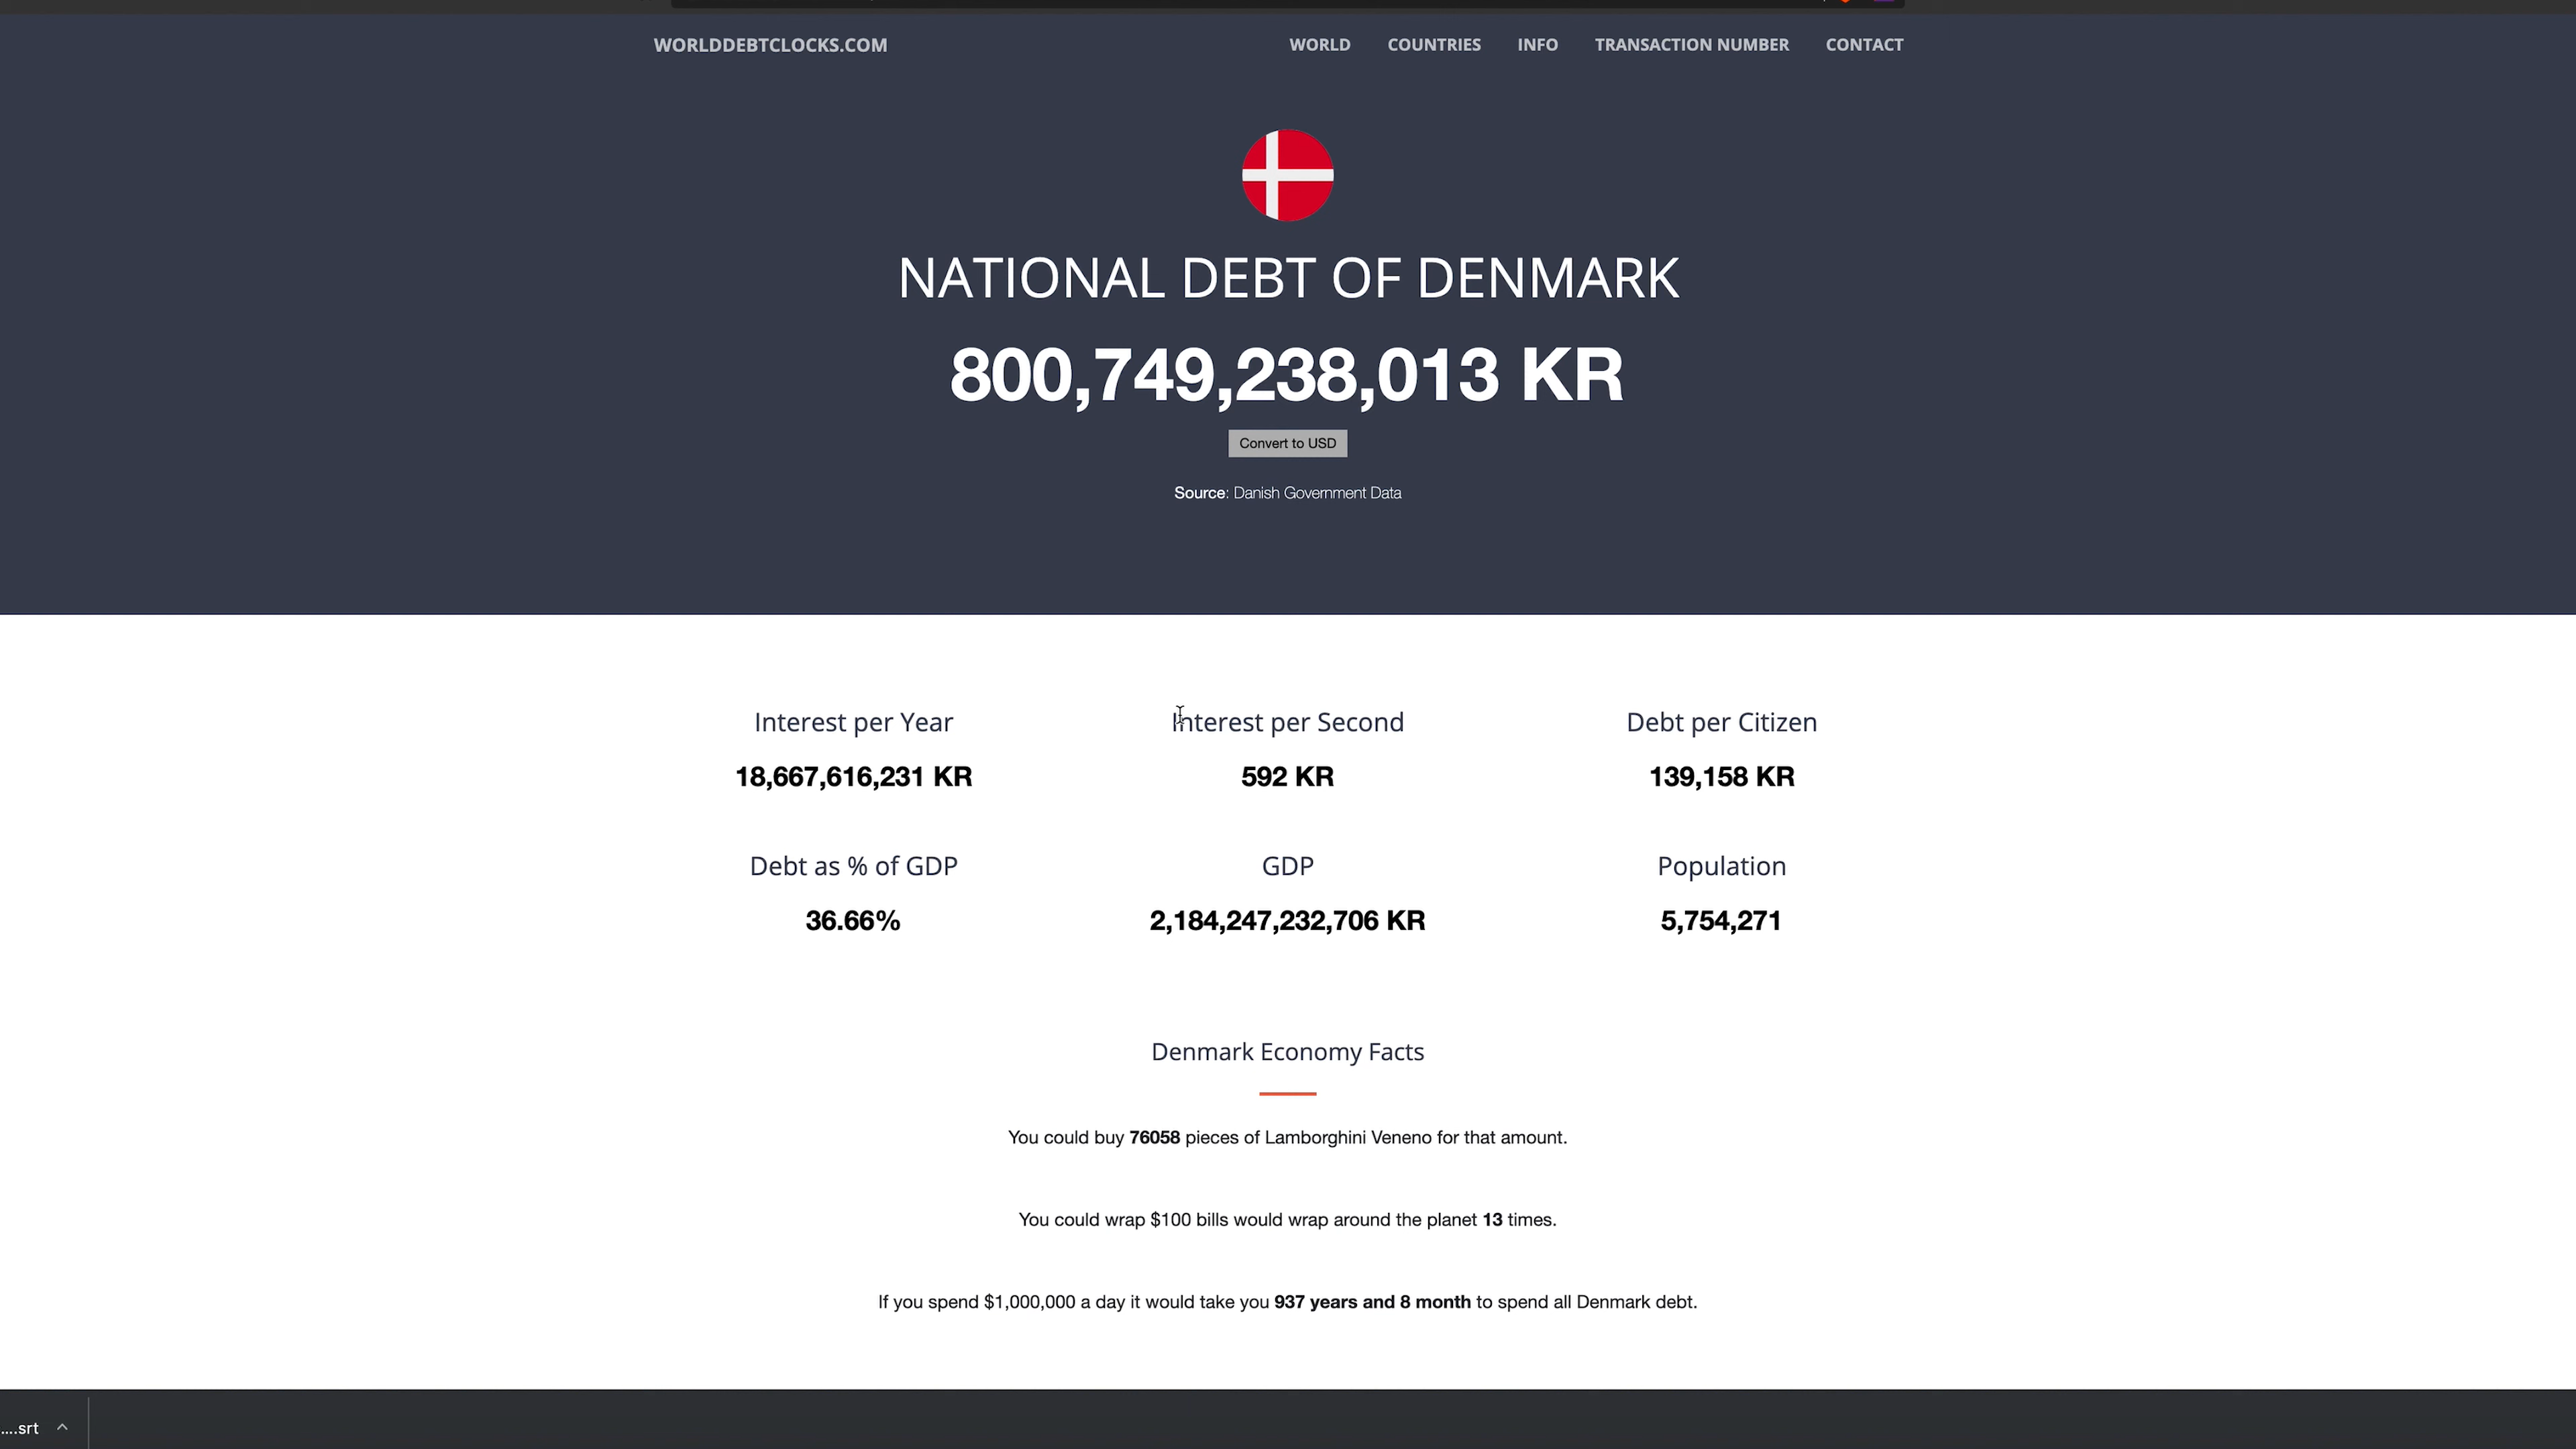 WORLDDEBTCLOCKS.COM
WORLD COUNTRIES INFO TRANSACTION NUMBER CONTACT
NATIONAL DEBT OF DENMARK
800,749,238,013 KR
Convert to USD
Source: Danish Government Data
Interest per Year
18,667,616,231 KR
Interest per Second
592 KR
Debt per Citizen
139,158 KR
Debt as % of GDP
36.66%
GDP
2,184,247,232,706 KR
Population
5,754,271
Denmark Economy Facts
You could buy 76058 pieces of Lamborghini Veneno for that amount.
You could wrap $100 bills would wrap around the planet 13 times.
If you spend $1,000,000 a day it would take you 937 years and 8 month to spend all Denmark debt.
....srt